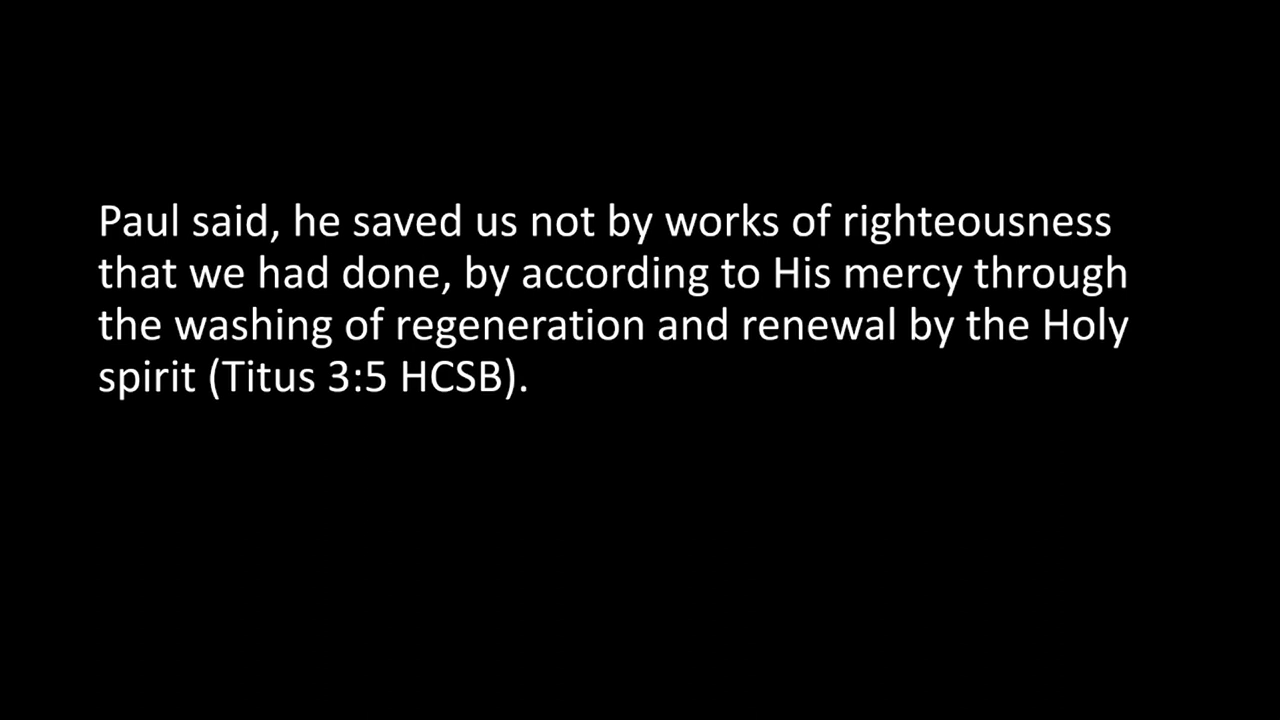 Paul said, he saved us not by works of righteousness
that we had done, by according to His mercy through
the washing of regeneration and renewal by the Holy
spirit (Titus 3:5 HCSB).